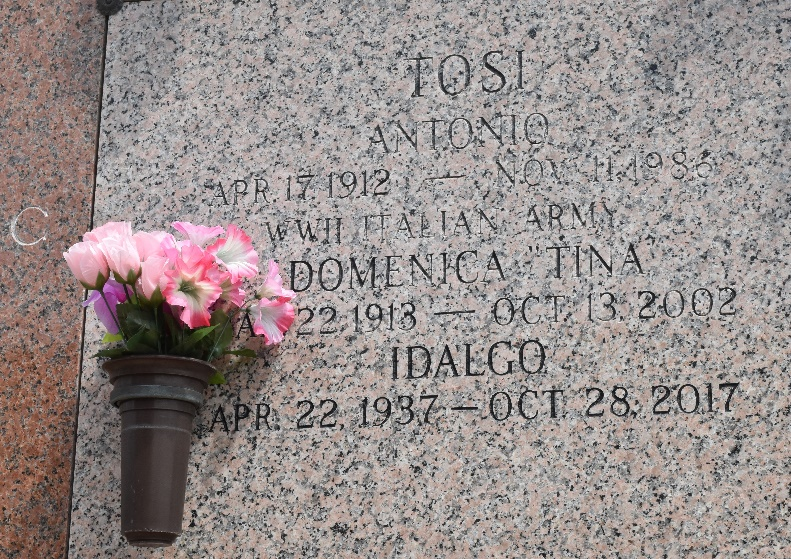 C
TOSI
ANTONIO
APR 17 1912 — NOV 11, 1986
WWII ITALIAN ARMY
DOMENICA "TINA
22 1913 — OCT. 13 2002
IDALGO
APR. 22, 1937 — OCT. 28, 2017